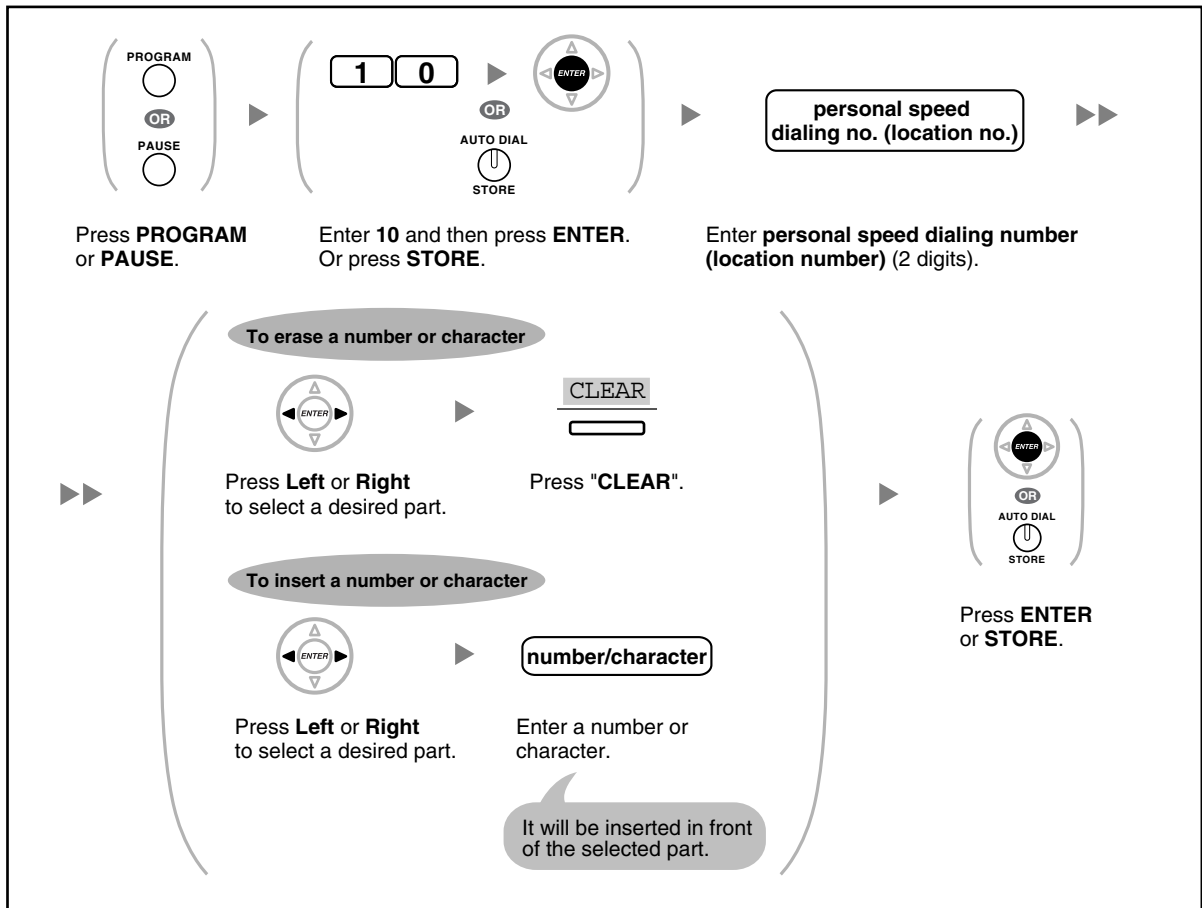 PROGRAM
OR
PAUSE
1 0
ENTER
OR
AUTO DIAL
STORE
personal speed
dialing no. (location no.)
Press PROGRAM
or PAUSE.
Enter 10 and then press ENTER.
Or press STORE.
Enter personal speed dialing number
(location number) (2 digits).
To erase a number or character
ENTER
CLEAR
Press Left or Right
to select a desired part.
Press "CLEAR".
To insert a number or character
ENTER
number/character
Press Left or Right
to select a desired part.
Enter a number or
character.
It will be inserted in front
of the selected part.
ENTER
OR
AUTO DIAL
STORE
Press ENTER
or STORE.